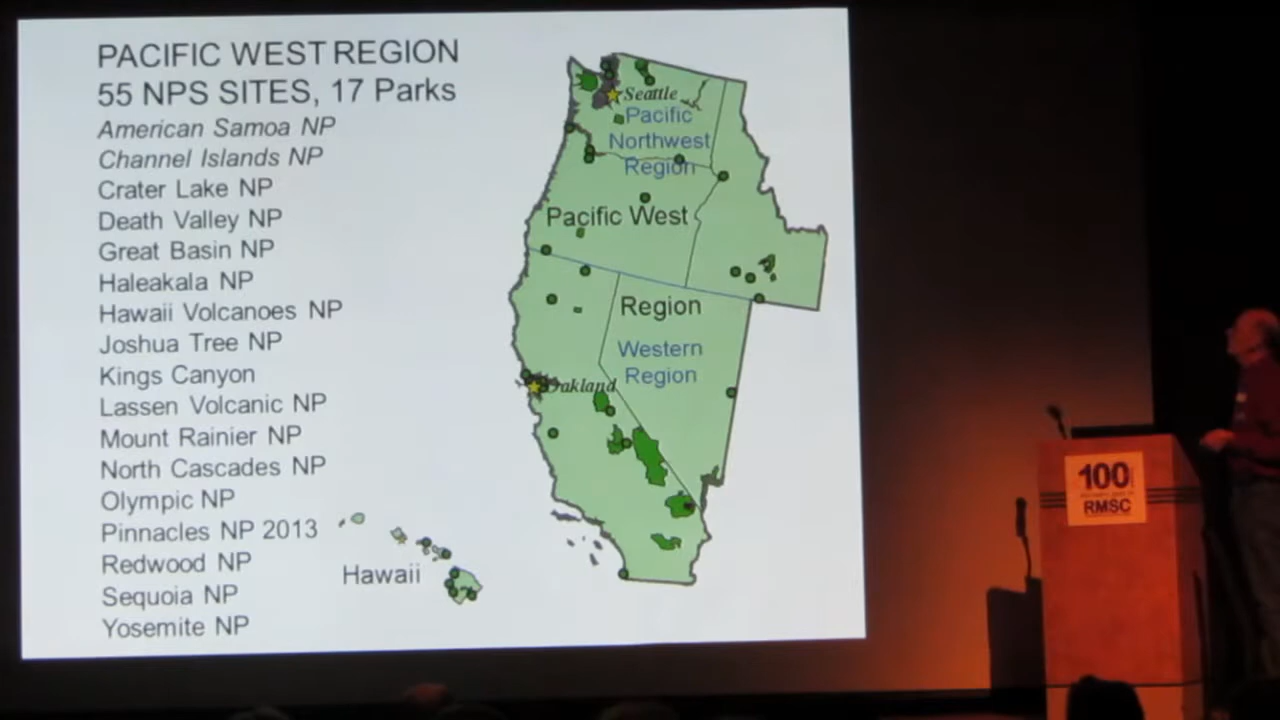 PACIFIC WEST REGION
55 NPS SITES, 17 Parks
American Samoa NP
Channel Islands NP
Crater Lake NP
Death Valley NP
Great Basin NP
Haleakala NP
Hawaii Volcanoes NP
Joshua Tree NP
Kings Canyon
Lassen Volcanic NP
Mount Rainier NP
North Cascades NP
Olympic NP
Pinnacles NP 2013
Redwood NP
Sequoia NP
Yosemite NP
Seattle
Pacific
Northwest
Region
Pacific West
Region
Western
Region
Oakland
Hawaii
100
RMSC